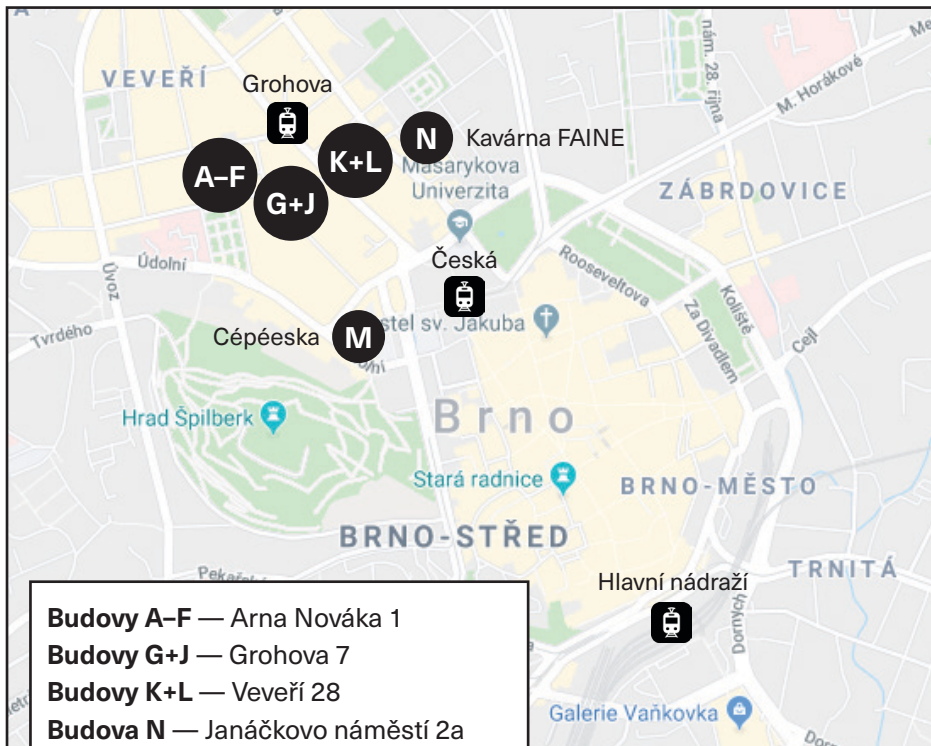 VEVEŘÍ
Grohova
nám. 28. října
M. Horákové
A–F
G+J
K+L
N
Kavárna FAINE
Masarykova
Univerzita
ZÁBRDOVICE
Údolní
Úvoz
Česká
Rooseveltova
Koliště
Za Divadlem
Cejl
Tvrdého
Cépéeska
M
stel sv. Jakuba
Hrad Špilberk
Brno
Stará radnice
BRNO-MĚSTO
BRNO-STŘED
TRNITÁ
Hlavní nádraží
Dornych
Galerie Vaňkovka
Budovy A–F — Arna Nováka 1
Budovy G+J — Grohova 7
Budovy K+L — Veveří 28
Budova N — Janáčkovo náměstí 2a